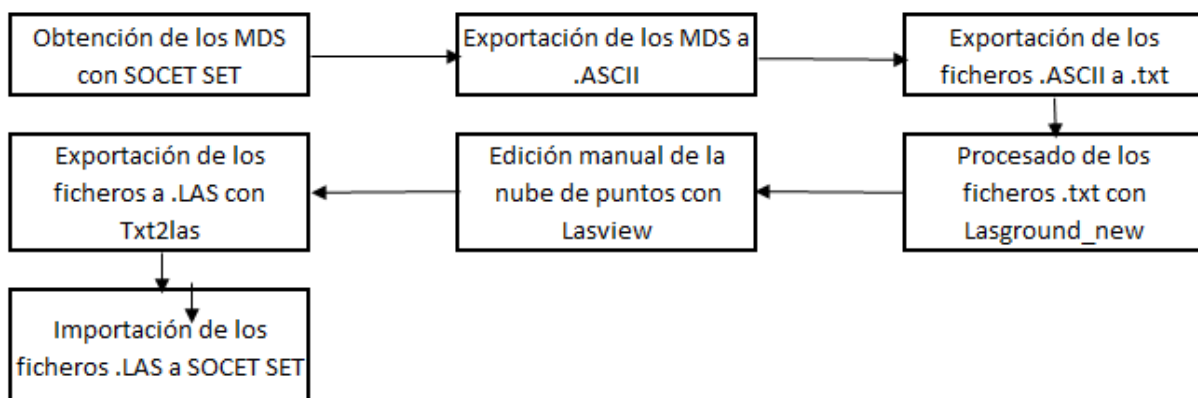 Obtención de los MDS
con SOCET SET
Exportación de los MDS a
.ASCII
Exportación de los
ficheros .ASCII a .txt
Procesado de los
ficheros .txt con
Lasground_new
Edición manual de la
nube de puntos con
Lasview
Exportación de los
ficheros a .LAS con
Txt2las
Importación de los
ficheros .LAS a SOCET SET